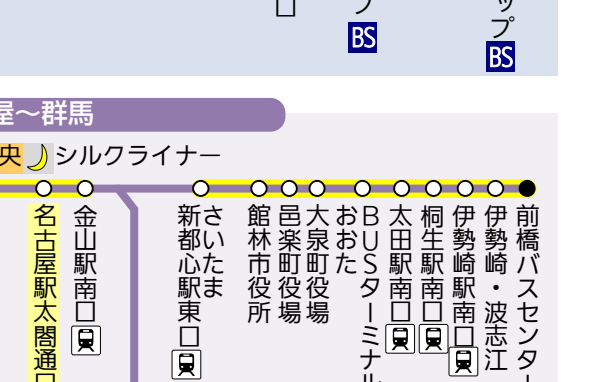 プ
BS
ップ
BS
屋〜群馬
央 シルクライナー
名古屋駅太閤通口
金山駅南口
さいたま
新都心駅東口
館林市役所
邑楽町役場
大泉町役場
BUSターミナル
おおた
太田駅南口
桐生駅南口
伊勢崎駅南口
伊勢崎・波志江
前橋バスセンター